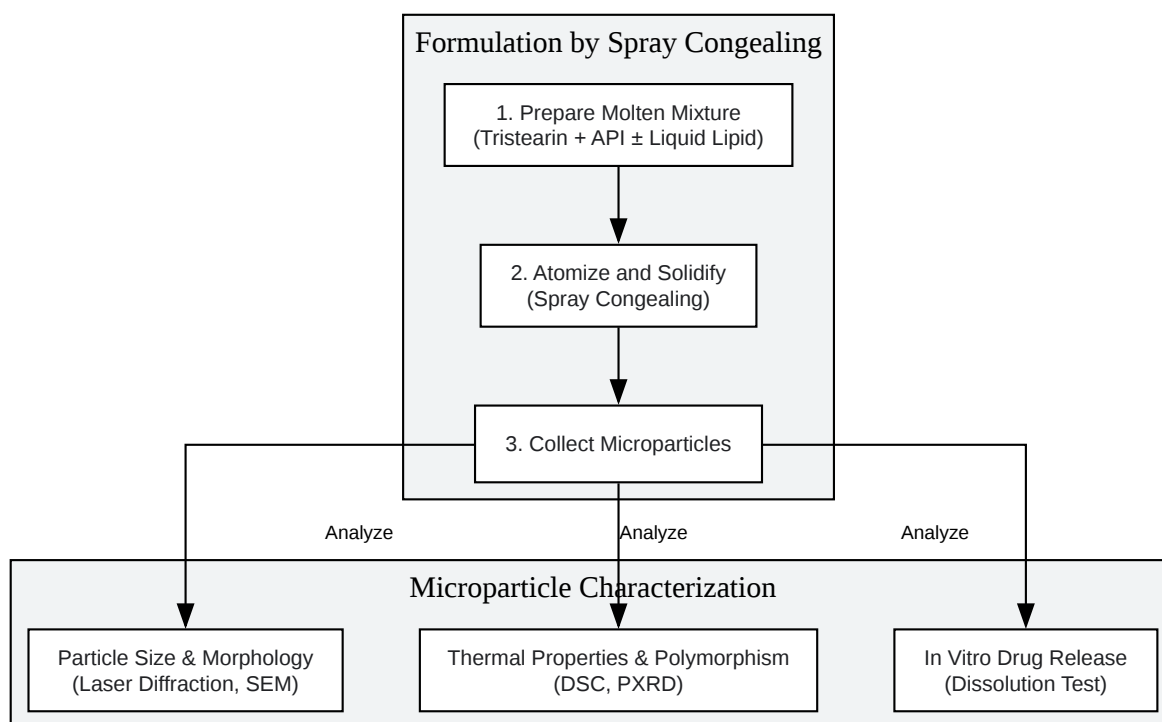 Formulation by Spray Congealing
1. Prepare Molten Mixture
(Tristearin + API ± Liquid Lipid)
2. Atomize and Solidify
(Spray Congealing)
3. Collect Microparticles
Analyze
Analyze
Analyze
Microparticle Characterization
Particle Size & Morphology
(Laser Diffraction, SEM)
Thermal Properties & Polymorphism
(DSC, PXRD)
In Vitro Drug Release
(Dissolution Test)